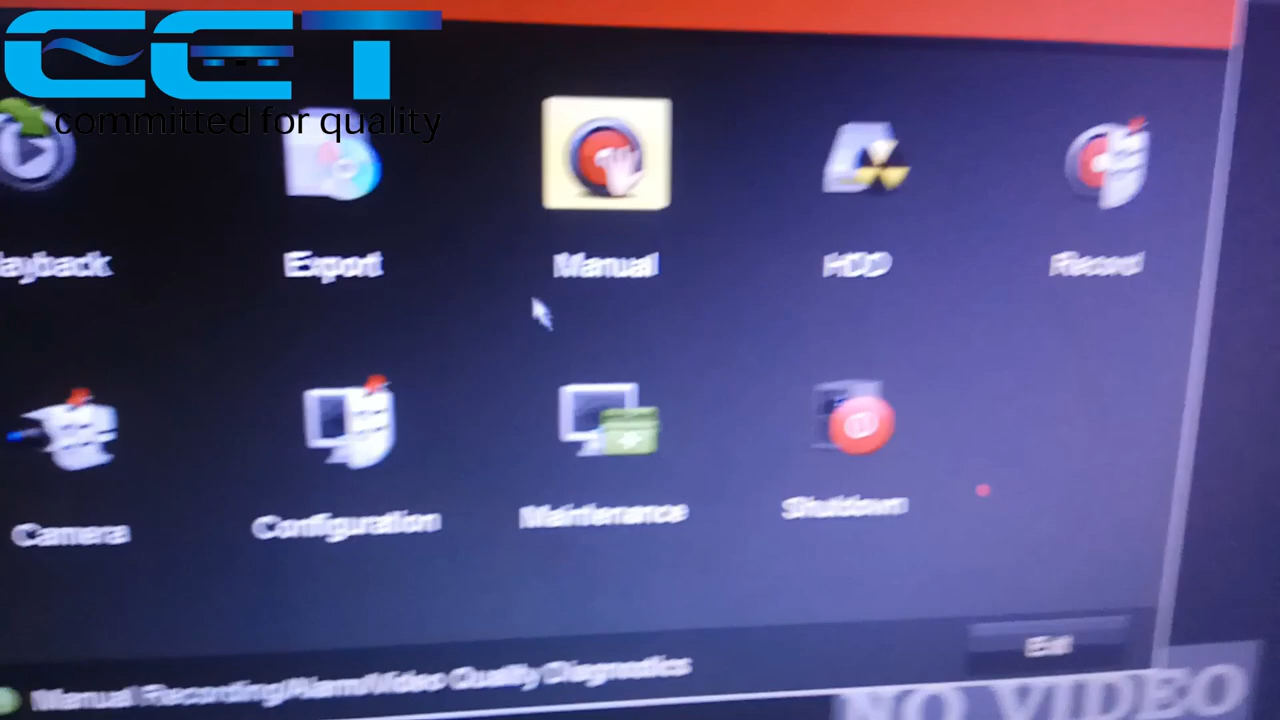 CET
committed for quality
layback
Export
Manual
HDD
Record
Camera
Configuration
Maintenance
Shutdown
Manual Recording/Alarm/Video Quality Diagnostics
Exit
NO VIDEO